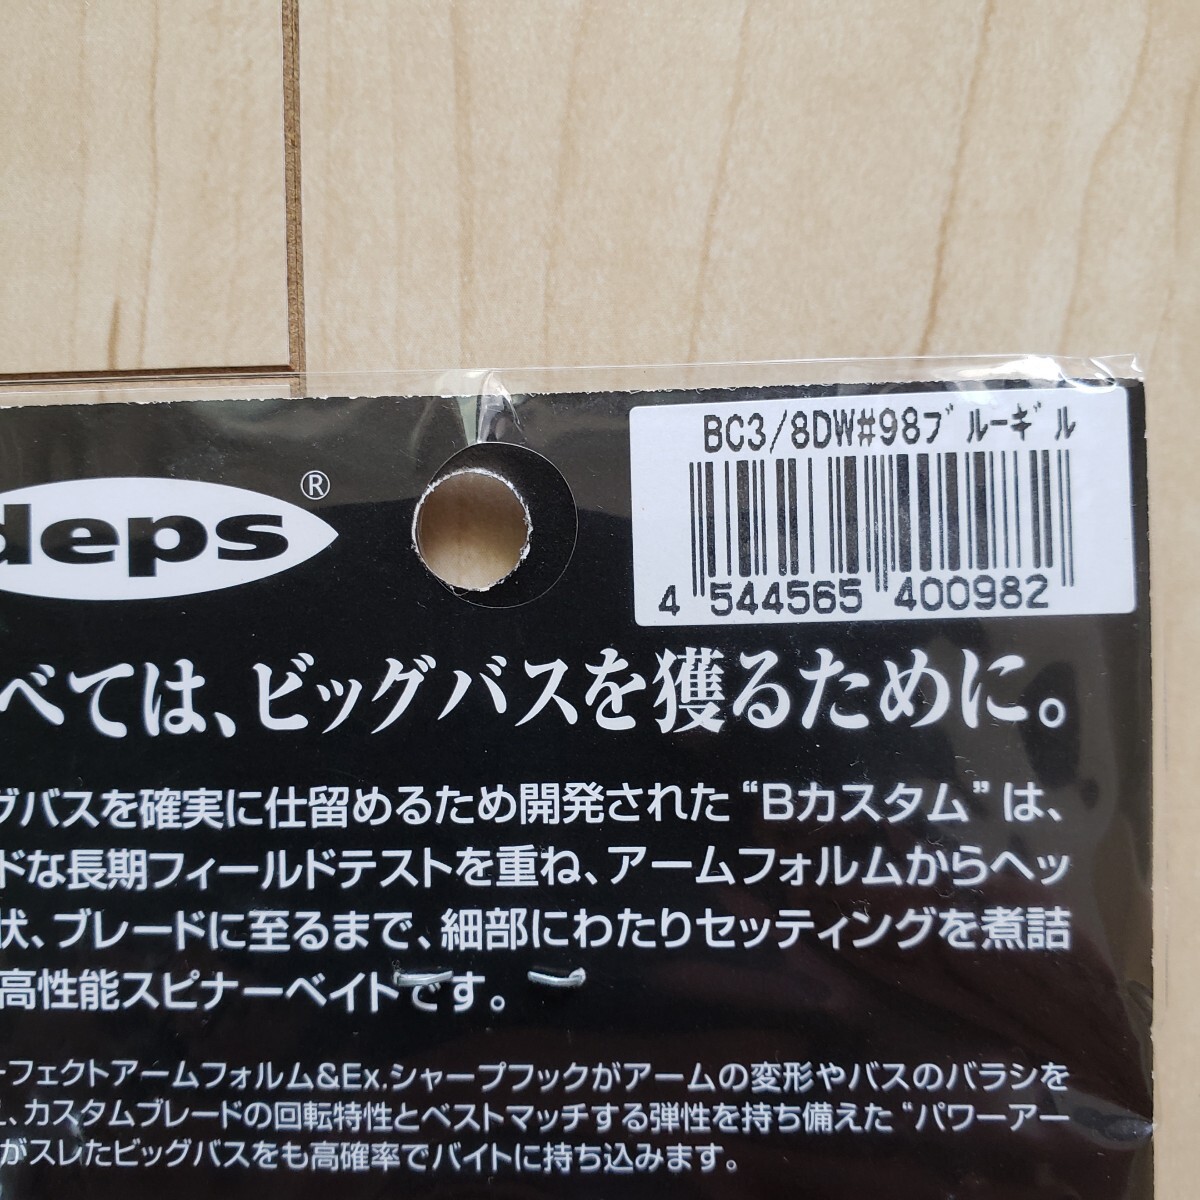 BC3/8DW#98ブルーギル
4 544565 400982
deps®
べては、ビッグバスを獲るために。
グバスを確実に仕留めるため開発された“Bカスタム”は、
ドな長期フィールドテストを重ね、アームフォルムからヘッ
状、ブレードに至るまで、細部にわたりセッティングを煮詰
高性能スピナーベイトです。
ーフェクトアームフォルム&Ex.シャープフックがアームの変形やバスのバラシを
、カスタムブレードの回転特性とベストマッチする弾性を持ち備えた“パワーアー
がスレたビッグバスをも高確率でバイトに持ち込みます。